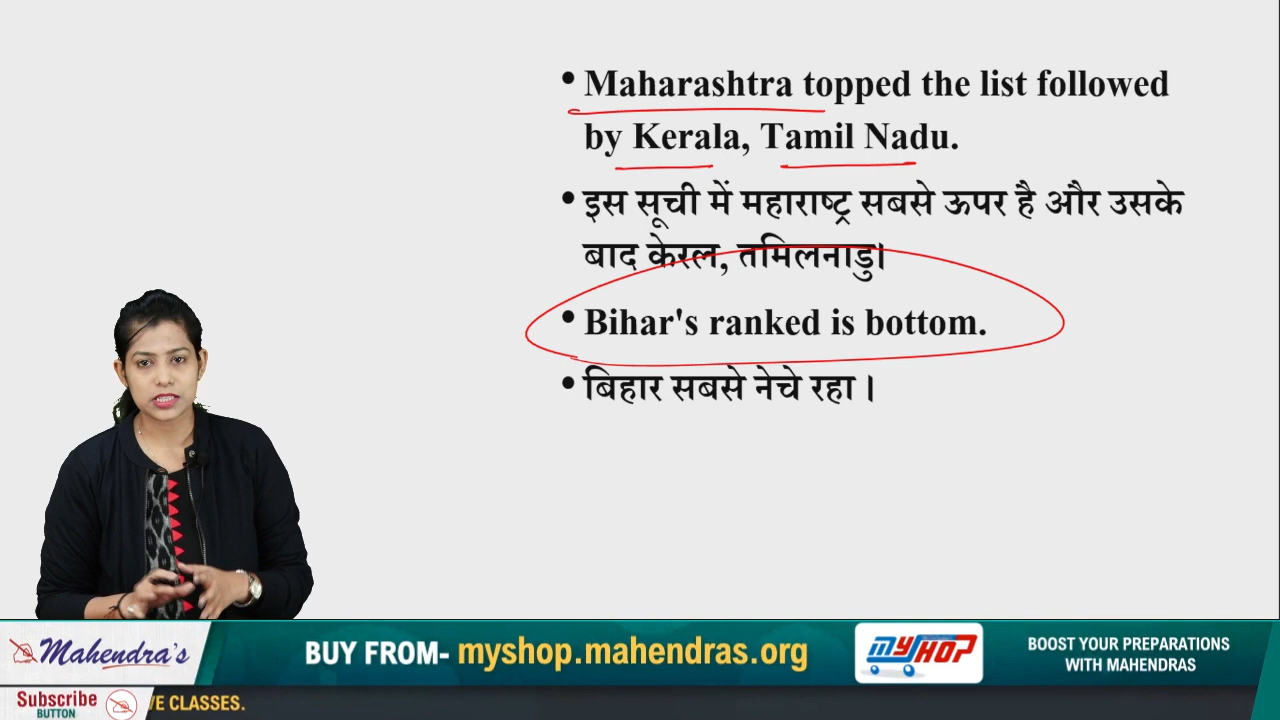 • Maharashtra topped the list followed
by Kerala, Tamil Nadu.
• इस सूची में महाराष्ट्र सबसे ऊपर है और उसके
बाद केरल, तमिलनाडु।
• Bihar's ranked is bottom.
• बिहार सबसे नेचे रहा ।
Mahendra's
BUY FROM- myshop.mahendras.org
MYSHOP
BOOST YOUR PREPARATIONS
WITH MAHENDRAS
Subscribe
BUTTON
VE CLASSES.